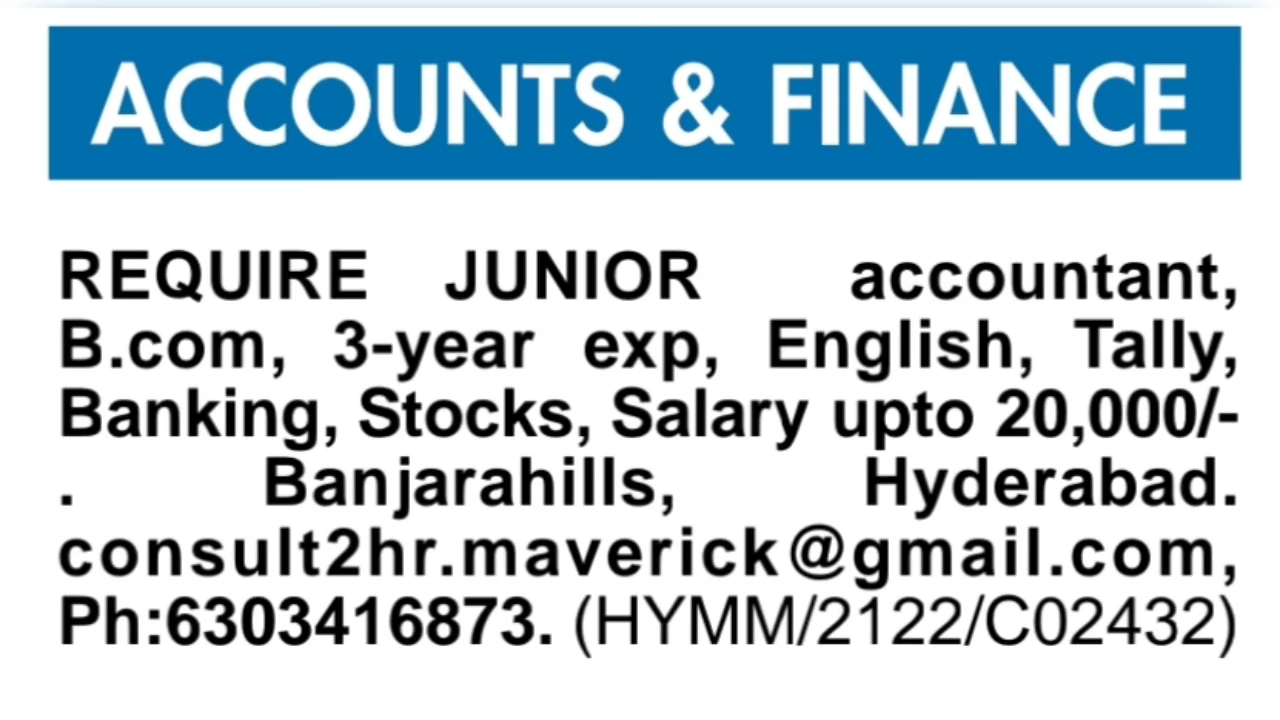 ACCOUNTS & FINANCE
REQUIRE JUNIOR accountant,
B.com, 3-year exp, English, Tally,
Banking, Stocks, Salary upto 20,000/-
. Banjarahills, Hyderabad.
consult2hr.maverick@gmail.com,
Ph:6303416873. (HYMM/2122/C02432)